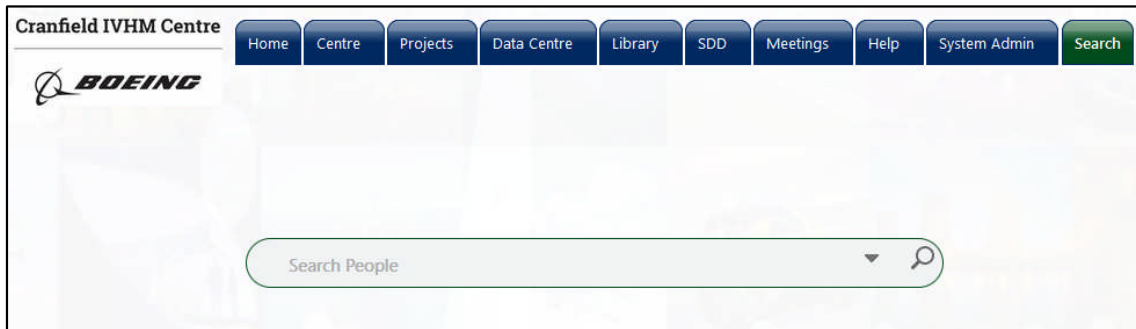 Cranfield IVHM Centre
Home Centre Projects Data Centre Library SDD Meetings Help System Admin Search
BOEING
Search People